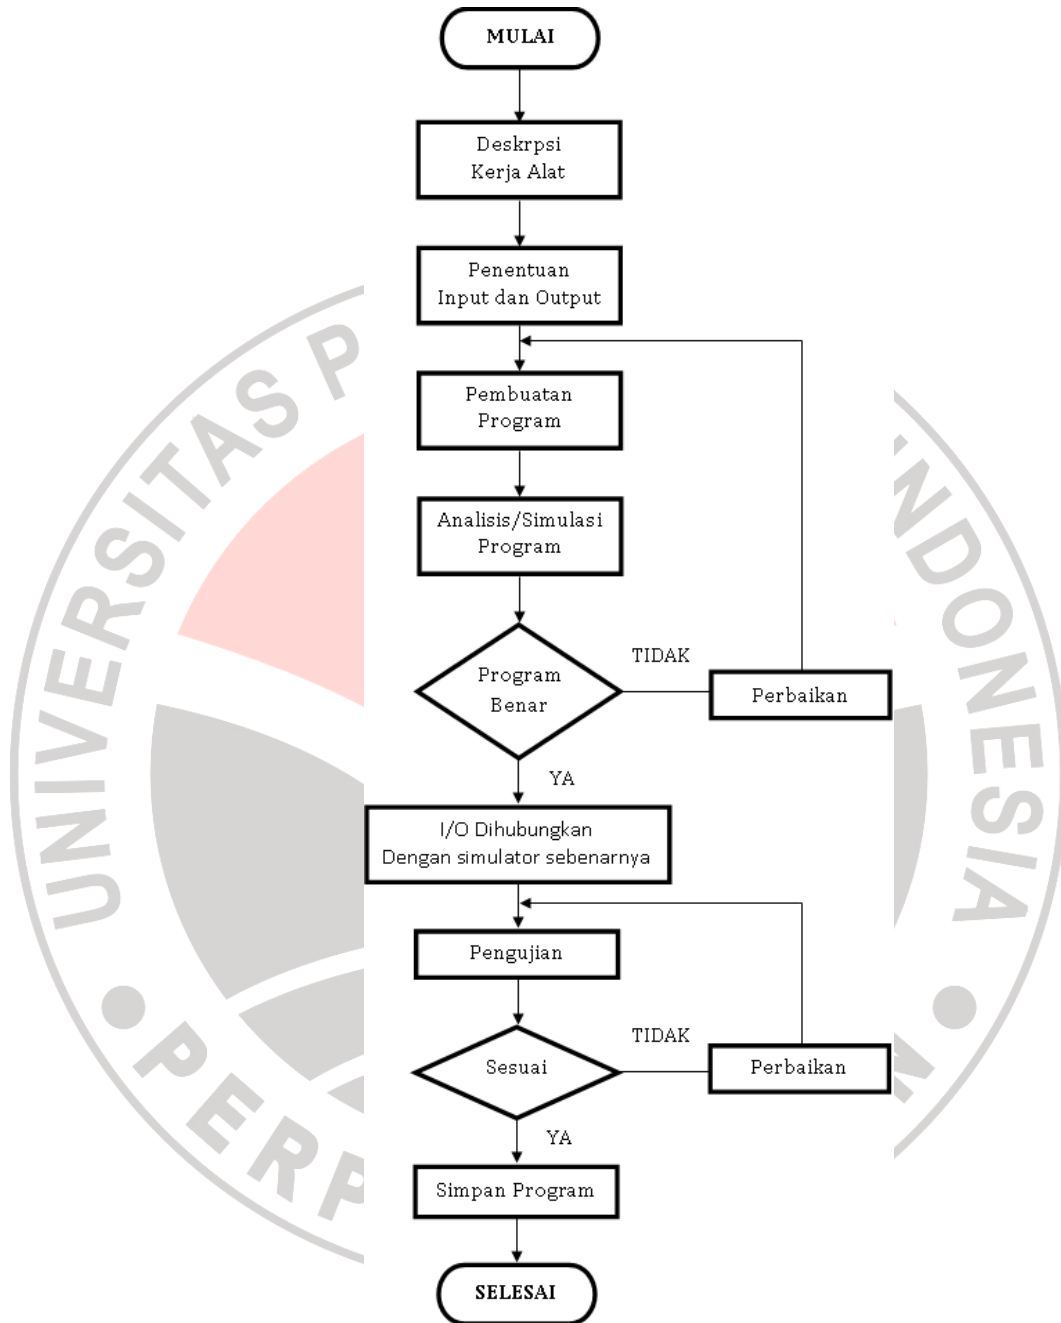 MULAI
Deskrpsi
Kerja Alat
Penentuan
Input dan Output
Pembuatan
Program
Analisis/Simulasi
Program
Program
Benar
TIDAK
Perbaikan
YA
I/O Dihubungkan
Dengan simulator sebenarnya
Pengujian
Sesuai
TIDAK
Perbaikan
YA
Simpan Program
SELESAI
UNIVERSITAS P
INDONESIA
PERP